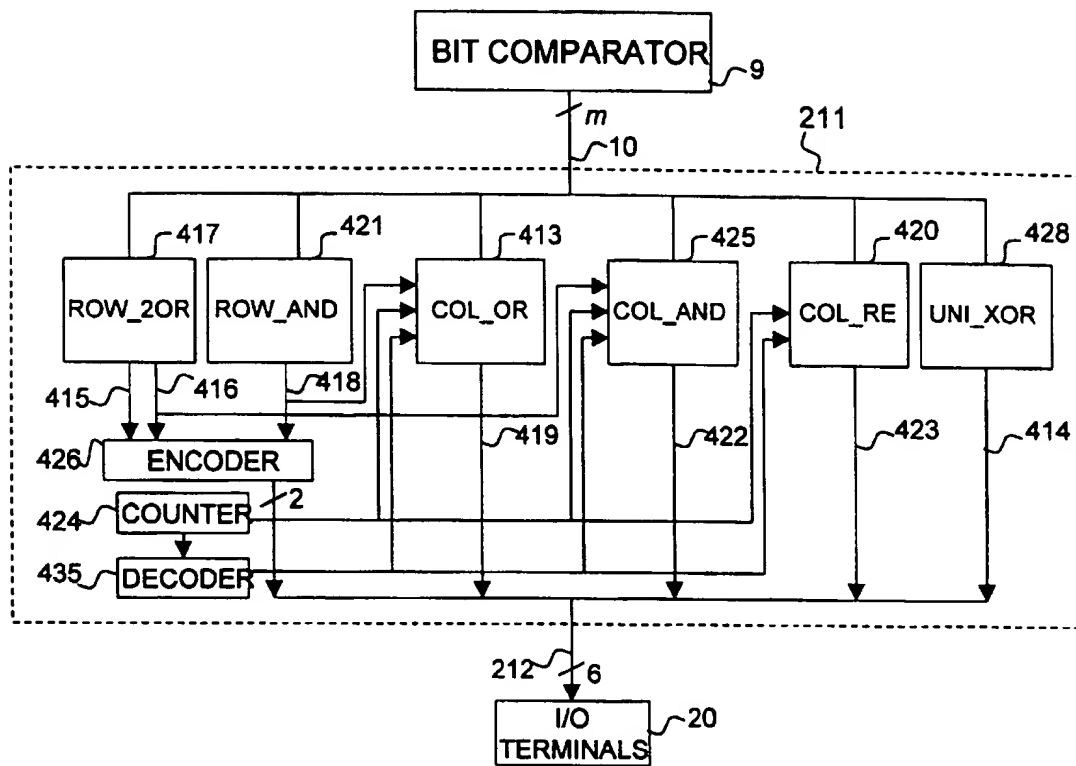 BIT COMPARATOR
9
m
10
211
417
421
413
425
420
428
ROW_2OR
ROW_AND
COL_OR
COL_AND
COL_RE
UNI_XOR
415
416
418
419
422
423
414
426
ENCODER
2
424
COUNTER
435
DECODER
212
6
I/O
TERMINALS
20